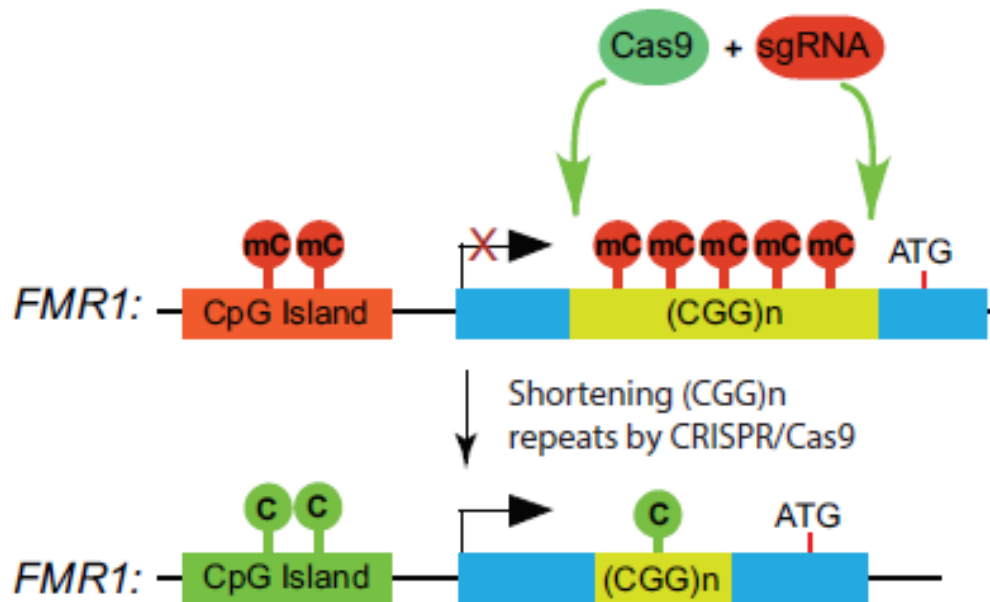 Cas9 + sgRNA
mC mC X mC mC mC mC mC ATG
FMR1: CpG Island (CGG)n
Shortening (CGG)n
repeats by CRISPR/Cas9
C C C ATG
FMR1: CpG Island (CGG)n